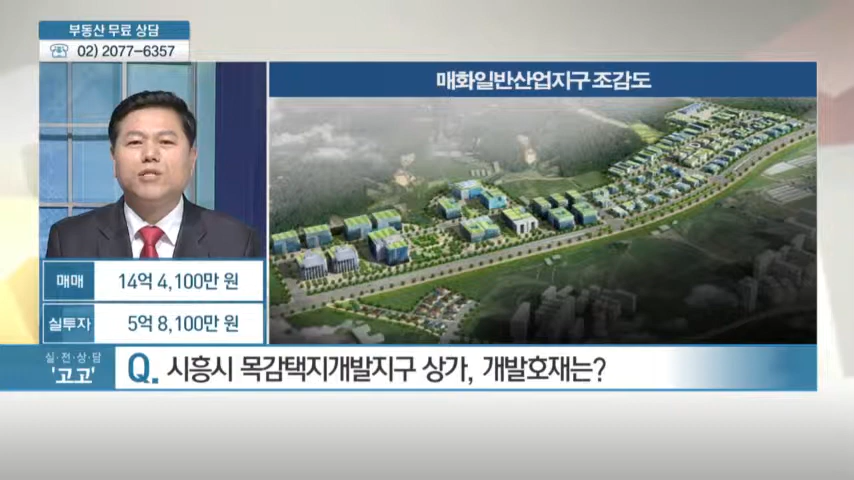 부동산 무료 상담
02) 2077-6357
매화일반산업지구 조감도
매매 14억 4,100만 원
실투자 5억 8,100만 원
실·전·상·담
'고고'
Q. 시흥시 목감택지개발지구 상가, 개발호재는?